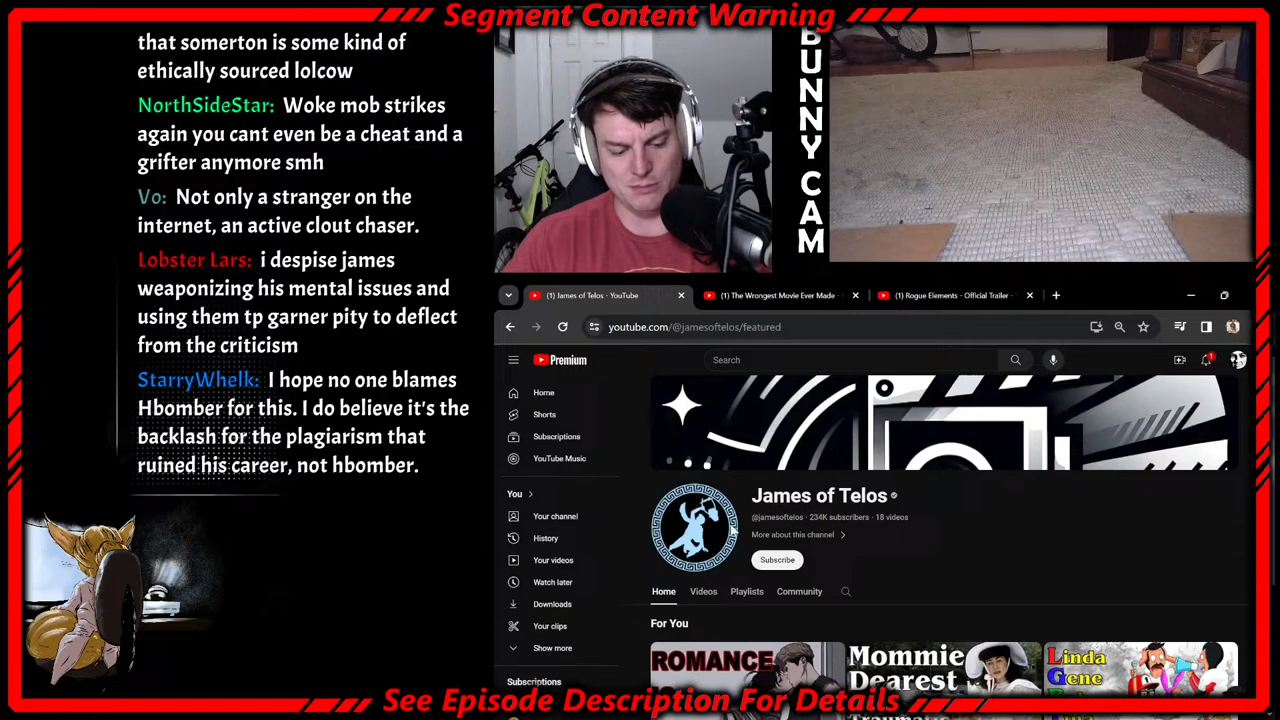 Segment Content Warning
that somerton is some kind of
ethically sourced lolcow
NorthSideStar: Woke mob strikes
again you cant even be a cheat and a
grifter anymore smh
Vo: Not only a stranger on the
internet, an active clout chaser.
Lobster Lars: i despise james
weaponizing his mental issues and
using them tp garner pity to deflect
from the criticism
StarryWhelk: I hope no one blames
Hbomber for this. I do believe it's the
backlash for the plagiarism that
ruined his career, not hbomber.
BUNNY CAM
(1) James of Telos - YouTube
(1) The Wrongest Movie Ever Made -
(1) Rogue Elements - Official Trailer -
youtube.com/@jamesoftelos/featured
Premium
Search
1
Home
Shorts
Subscriptions
YouTube Music
You
Your channel
History
Your videos
Watch later
Downloads
Your clips
Show more
Subscriptions
James of Telos
@jamesoftelos · 234K subscribers · 18 videos
More about this channel
Subscribe
Home Videos Playlists Community
For You
ROMANCE
Mommie
Dearest
Linda
Gene
See Episode Description For Details